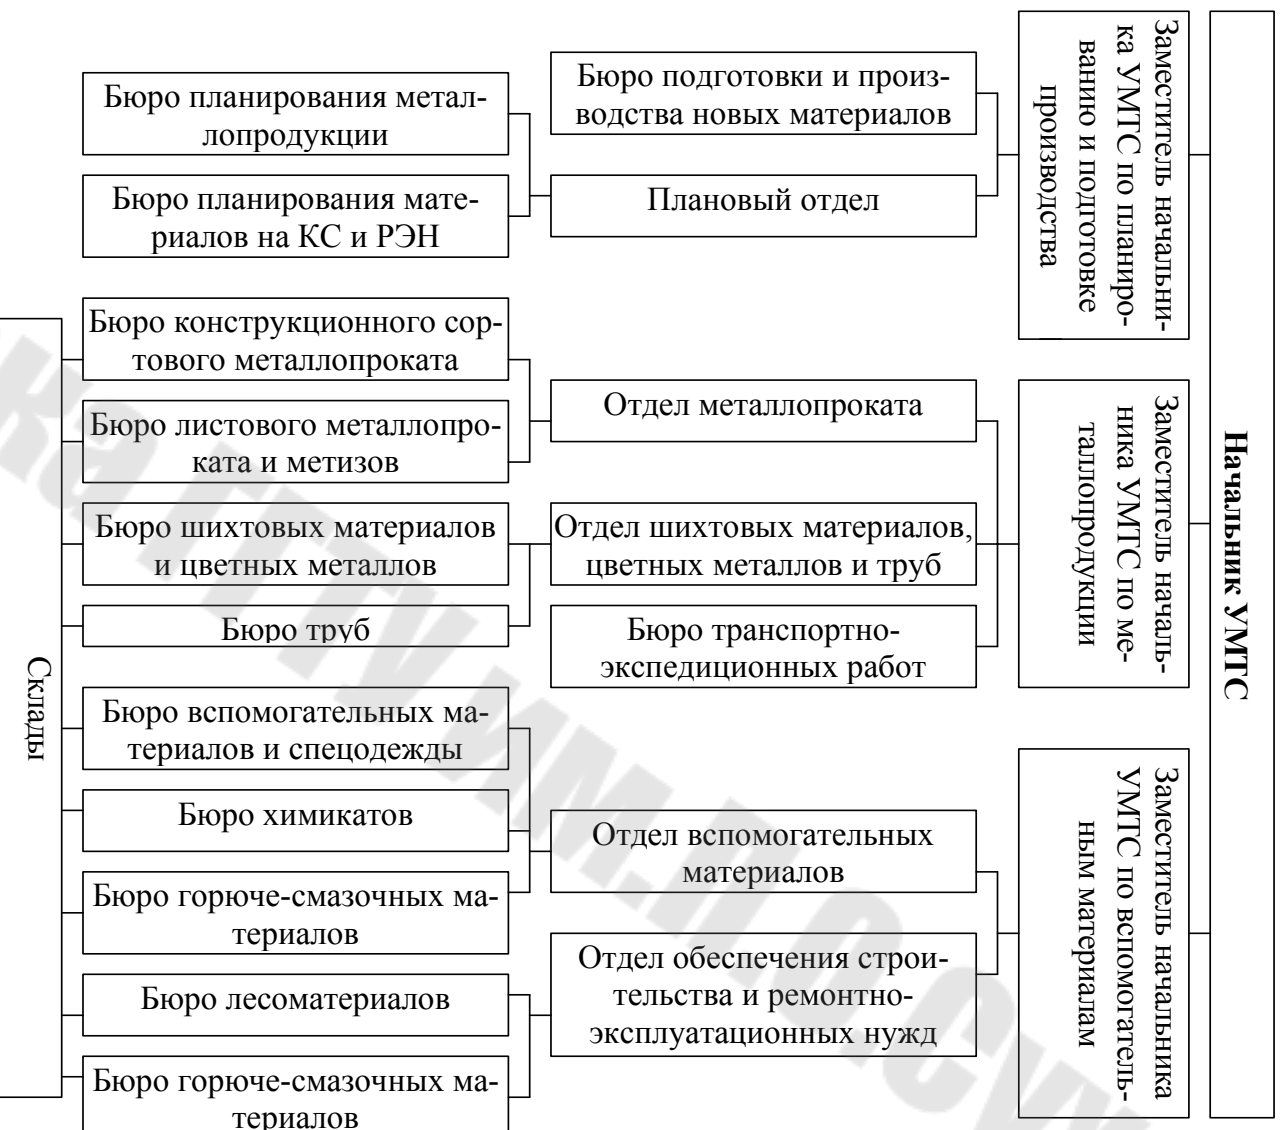 Начальник УМТС
Заместитель начальни-
ка УМТС по планиро-
ванию и подготовке
производства
Бюро подготовки и произ-
водства новых материалов
Плановый отдел
Бюро планирования метал-
лопродукции
Бюро планирования мате-
риалов на КС и РЭН
Заместитель началь-
ника УМТС по ме-
таллопродукции
Отдел металлопроката
Бюро конструкционного сор-
тового металлопроката
Бюро листового металлопро-
ката и метизов
Отдел шихтовых материалов,
цветных металлов и труб
Бюро шихтовых материалов
и цветных металлов
Бюро труб
Бюро транспортно-
экспедиционных работ
Заместитель начальника
УМТС по вспомогатель-
ным материалам
Отдел вспомогательных
материалов
Бюро вспомогательных ма-
териалов и спецодежды
Бюро химикатов
Бюро горюче-смазочных ма-
териалов
Отдел обеспечения строи-
тельства и ремонтно-
эксплуатационных нужд
Бюро лесоматериалов
Бюро горюче-смазочных ма-
териалов
Склады
ГГТУ им.П.О.